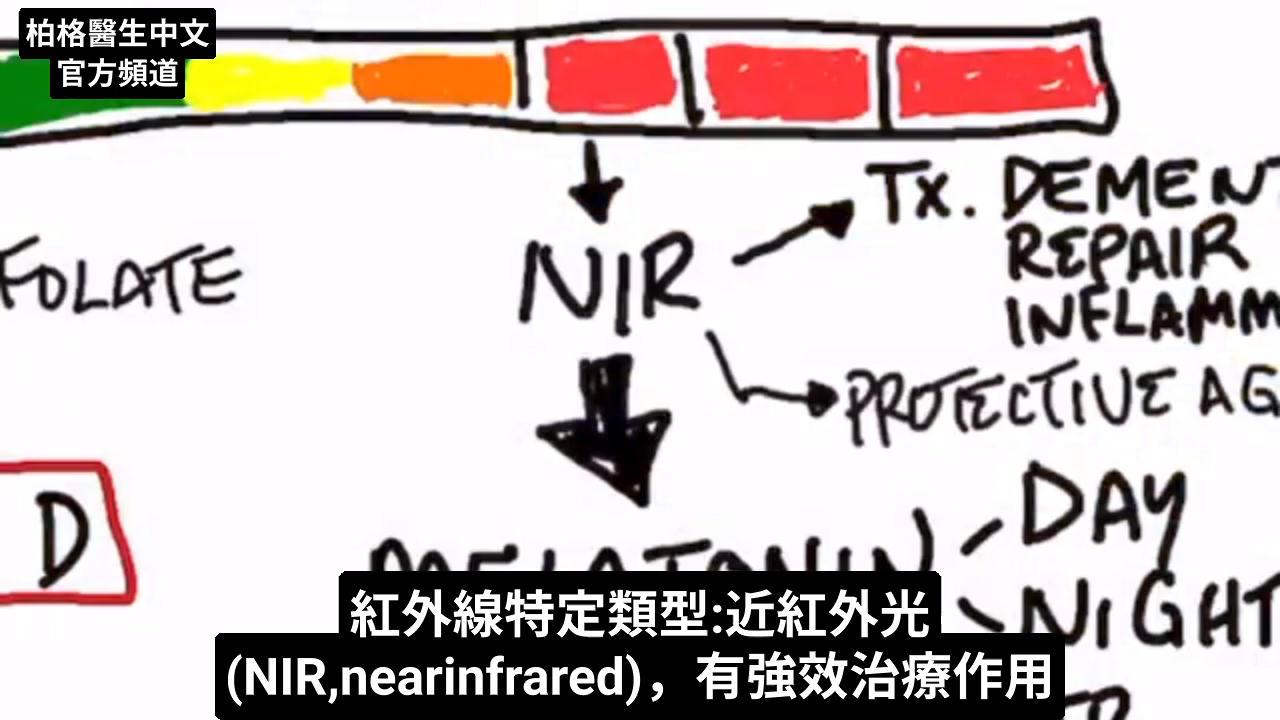 柏格醫生中文
官方頻道
Tx. DEMENT
REPAIR
INFLAMM
FOLATE
NIR
PROTECTIVE AG
D
MELATONIN
DAY
NIGHT
紅外線特定類型:近紅外光
(NIR,nearinfrared)，有強效治療作用